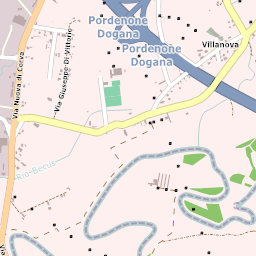 Pordenone
Dogana
Pordenone
Dogana
Villanova
Via Nuova di Corva
Via Giuseppe Di Vittorio
Rio Becus